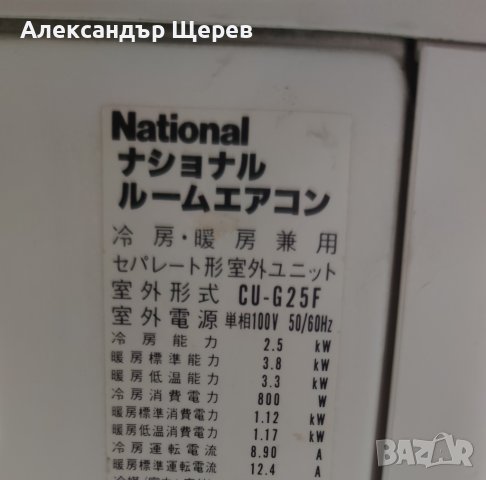 Александър Щерев
National
ナショナル
ルームエアコン
冷房・暖房兼用
セパレート形室外ユニット
室外形式 CU-G25F
室外電源 単相100V 50/60Hz
冷房能力 2.5 kW
暖房標準能力 3.8 kW
暖房低温能力 3.3 kW
冷房消費電力 800 W
暖房標準消費電力 1.12 kW
暖房低温消費電力 1.17 kW
冷房運転電流 8.90 A
暖房標準運転電流 12.4 A
BAZAR